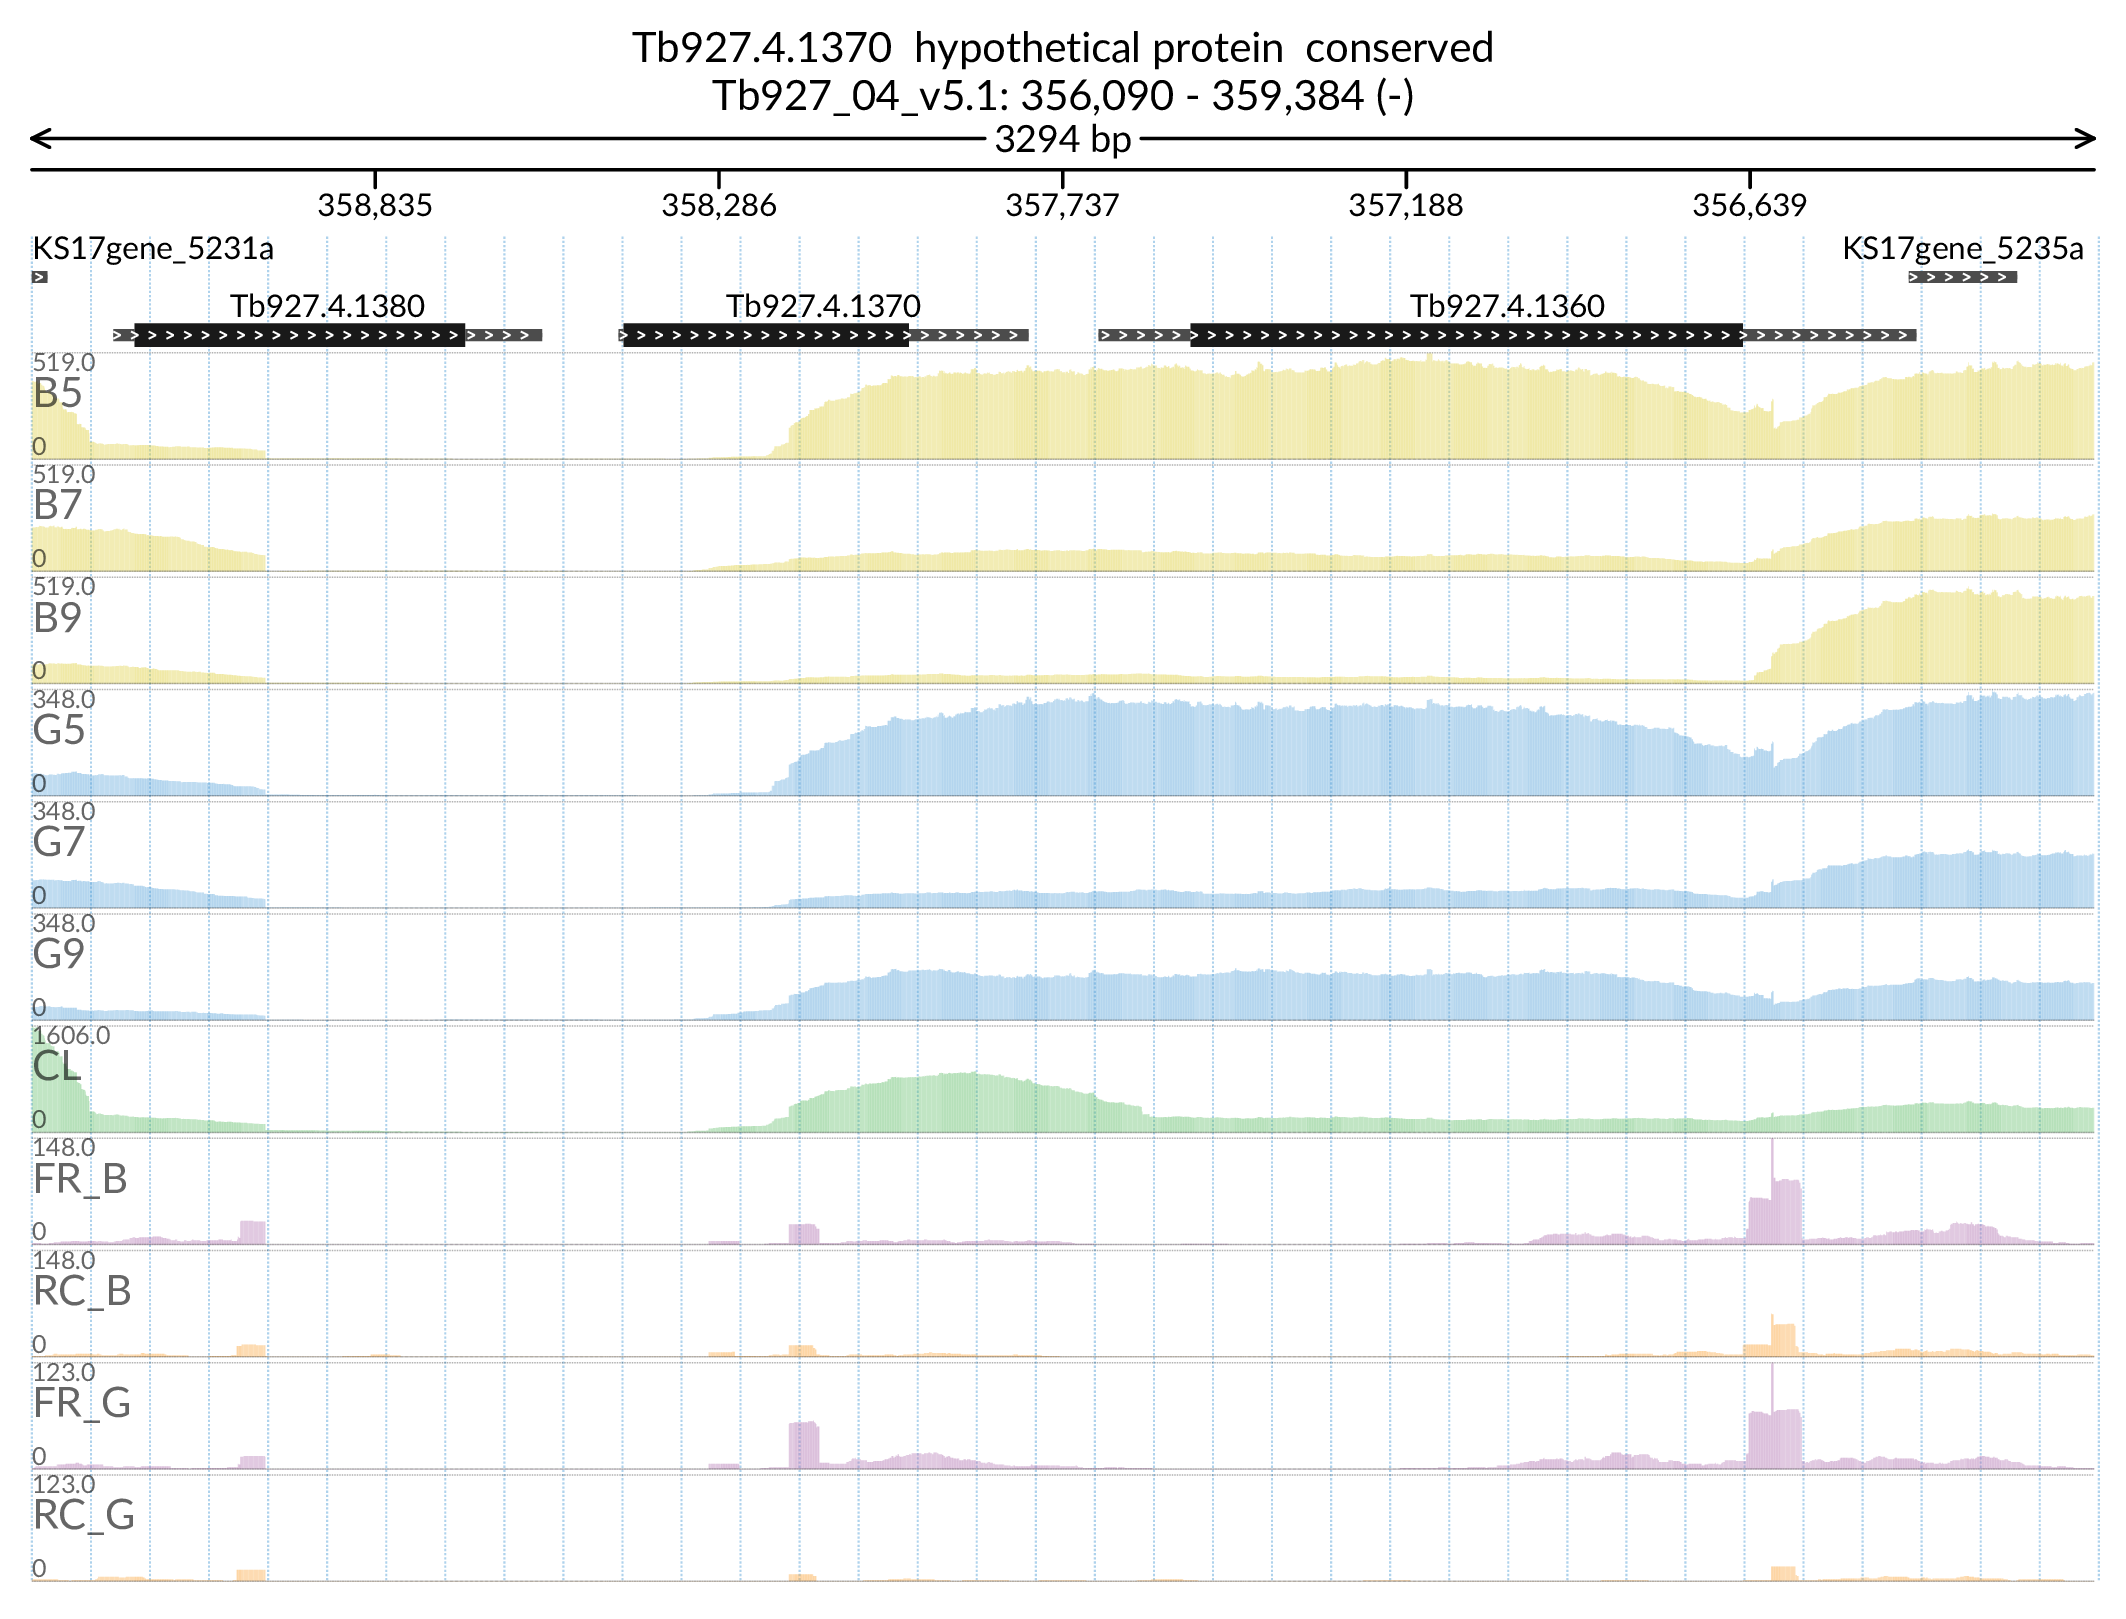 Tb927.4.1370  hypothetical protein  conserved
Tb927_04_v5.1: 356,090 - 359,384 (-)
3294 bp
358,835 358,286 357,737 357,188 356,639
KS17gene_5231a KS17gene_5235a
Tb927.4.1380 Tb927.4.1370 Tb927.4.1360
519.0
B5
0
519.0
B7
0
519.0
B9
0
348.0
G5
0
348.0
G7
0
348.0
G9
0
1606.0
CL
0
148.0
FR_B
0
148.0
RC_B
0
123.0
FR_G
0
123.0
RC_G
0